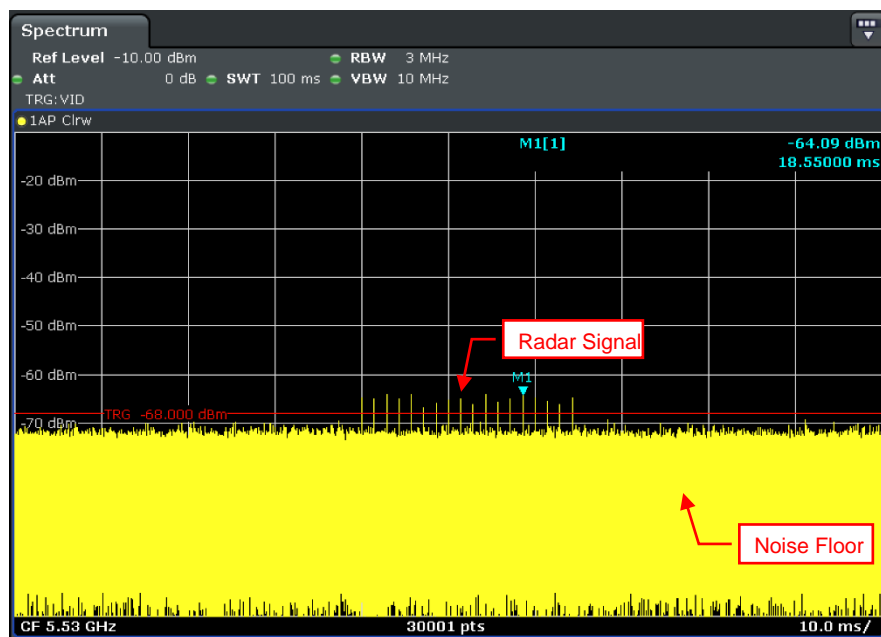 Spectrum
Ref Level -10.00 dBm RBW 3 MHz
Att 0 dB SWT 100 ms VBW 10 MHz
TRG:VID
1AP Clrw
M1[1] -64.09 dBm
18.55000 ms
-20 dBm
-30 dBm
-40 dBm
-50 dBm
Radar Signal
-60 dBm
M1
TRG -68.000 dBm
-70 dBm
Noise Floor
CF 5.53 GHz 30001 pts 10.0 ms/